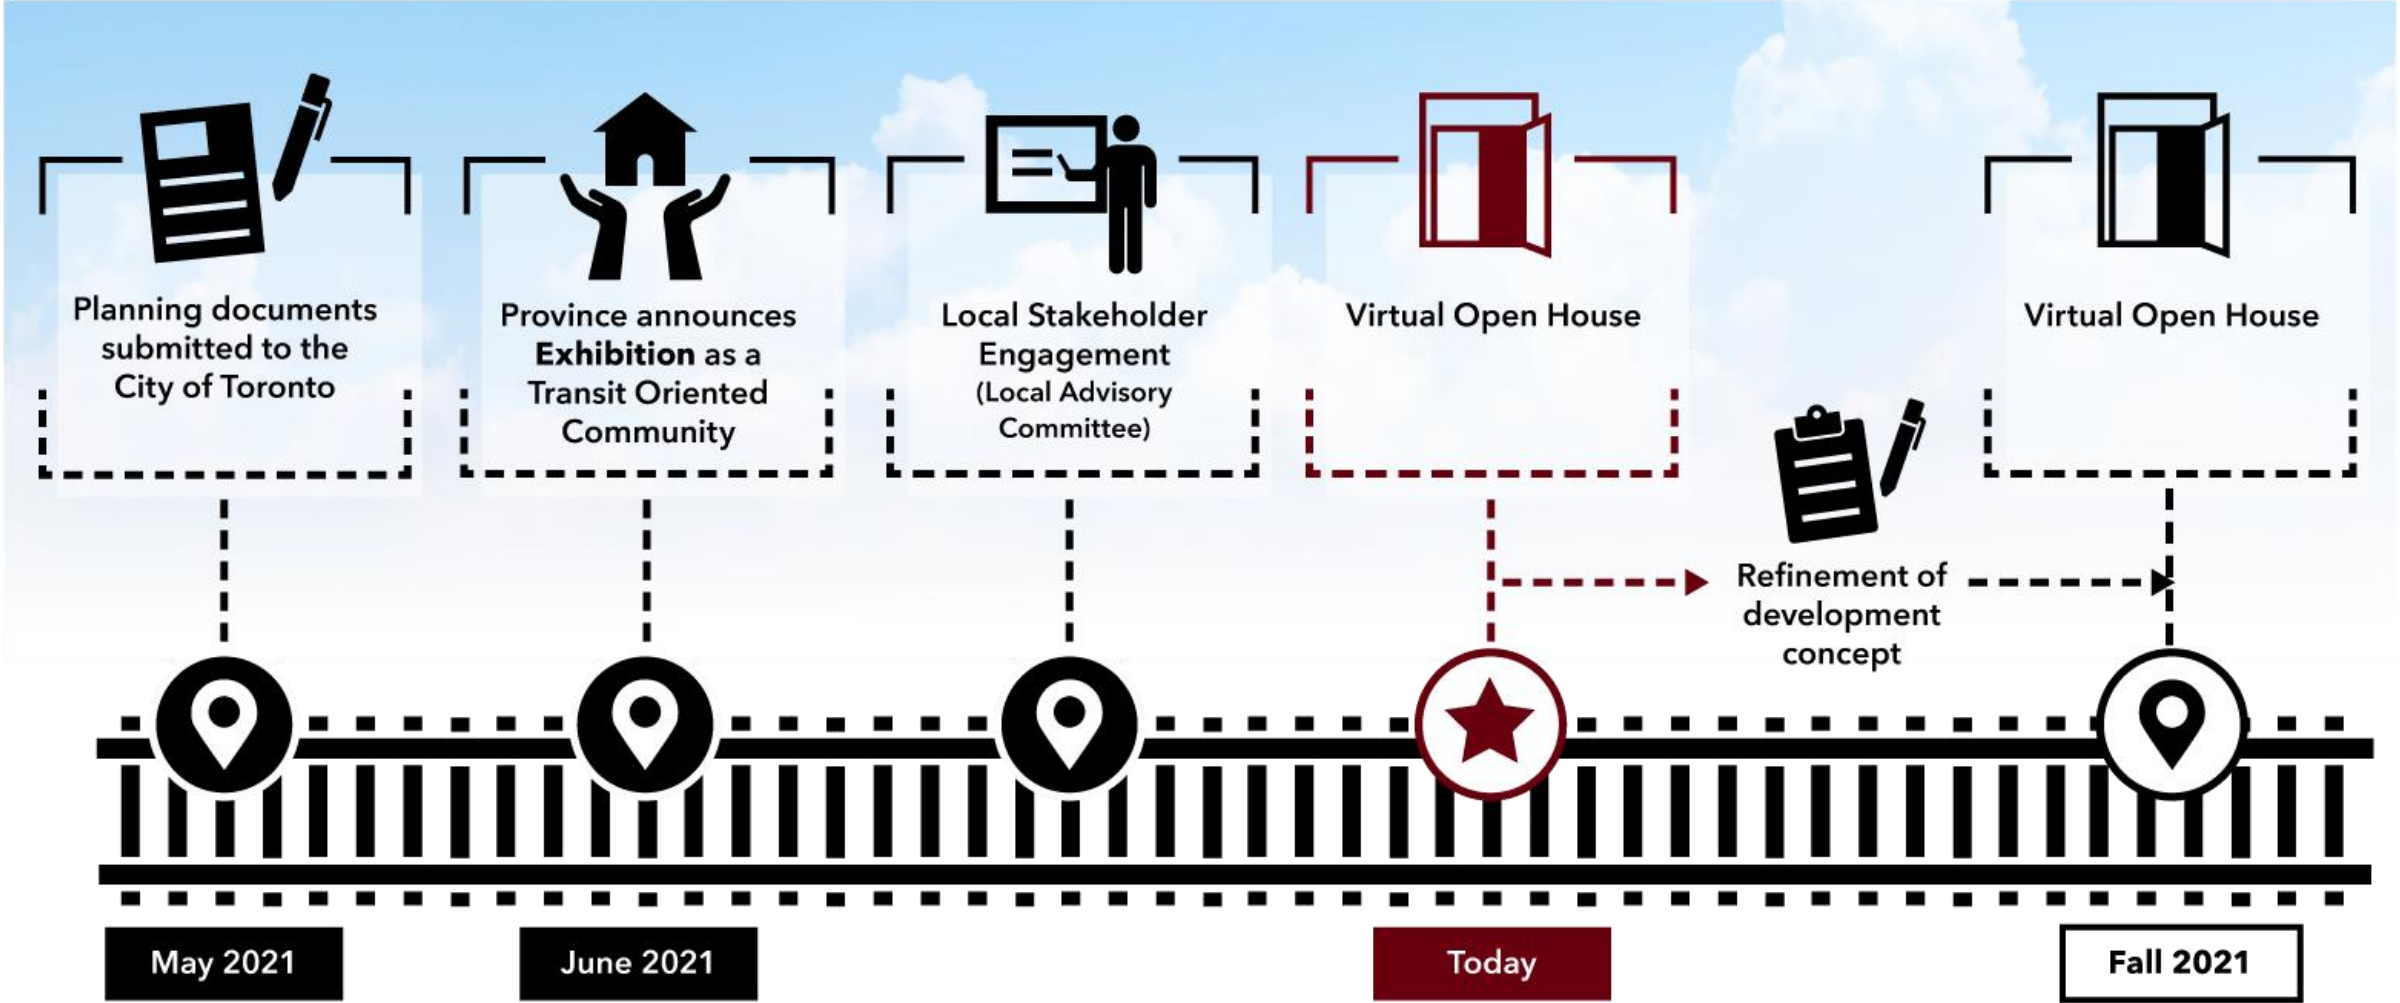 Planning documents
submitted to the
City of Toronto
Province announces
Exhibition as a
Transit Oriented
Community
Local Stakeholder
Engagement
(Local Advisory
Committee)
Virtual Open House
Virtual Open House
Refinement of
development
concept
May 2021
June 2021
Today
Fall 2021